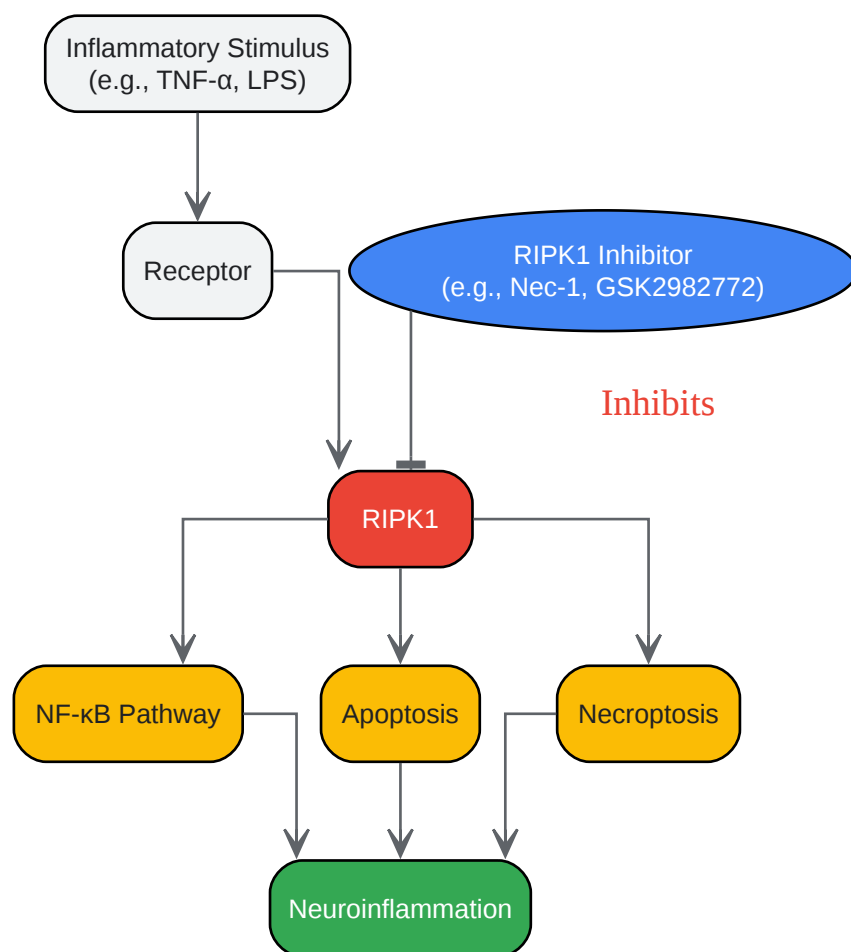 Inflammatory Stimulus
(e.g., TNF-α, LPS)
Receptor
RIPK1 Inhibitor
(e.g., Nec-1, GSK2982772)
Inhibits
RIPK1
NF-κB Pathway
Apoptosis
Necroptosis
Neuroinflammation